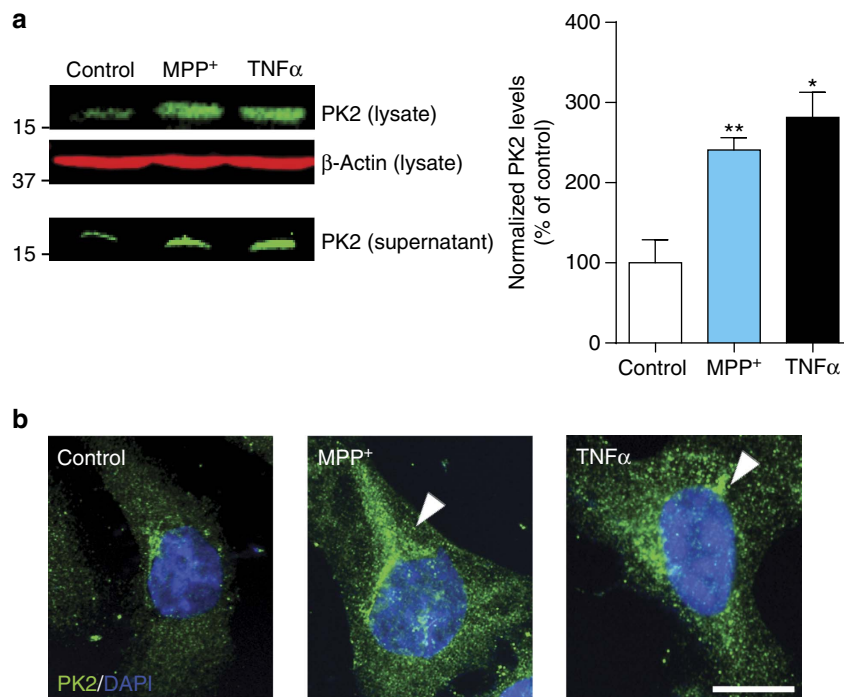 a
Control MPP+ TNFα
15 PK2 (lysate)
37 β-Actin (lysate)
15 PK2 (supernatant)
Normalized PK2 levels
(% of control)
400
300
200
100
0
** *
Control MPP+ TNFα
b
Control MPP+ TNFα
PK2/DAPI